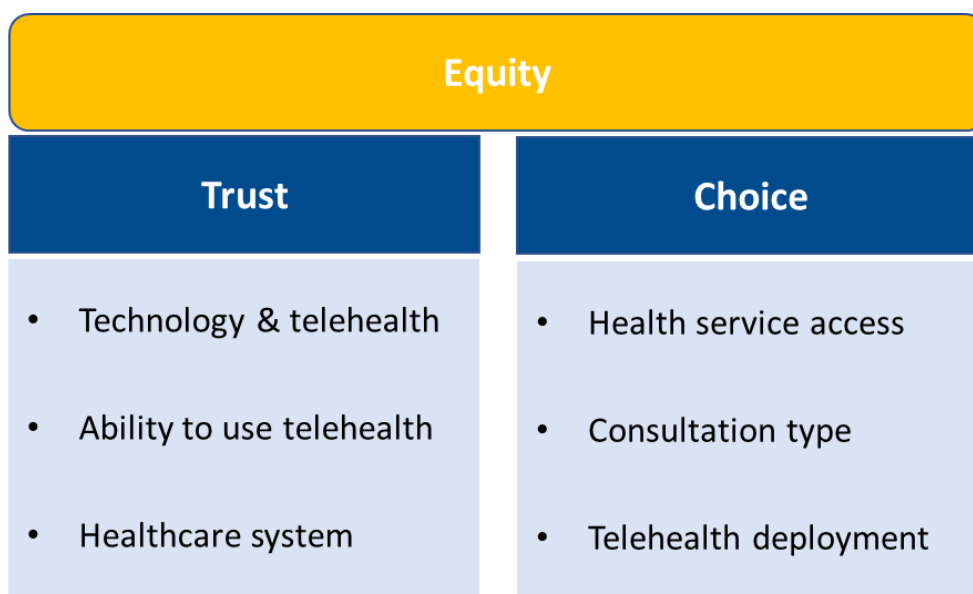 Equity
Trust
• Technology & telehealth
• Ability to use telehealth
• Healthcare system
Choice
• Health service access
• Consultation type
• Telehealth deployment